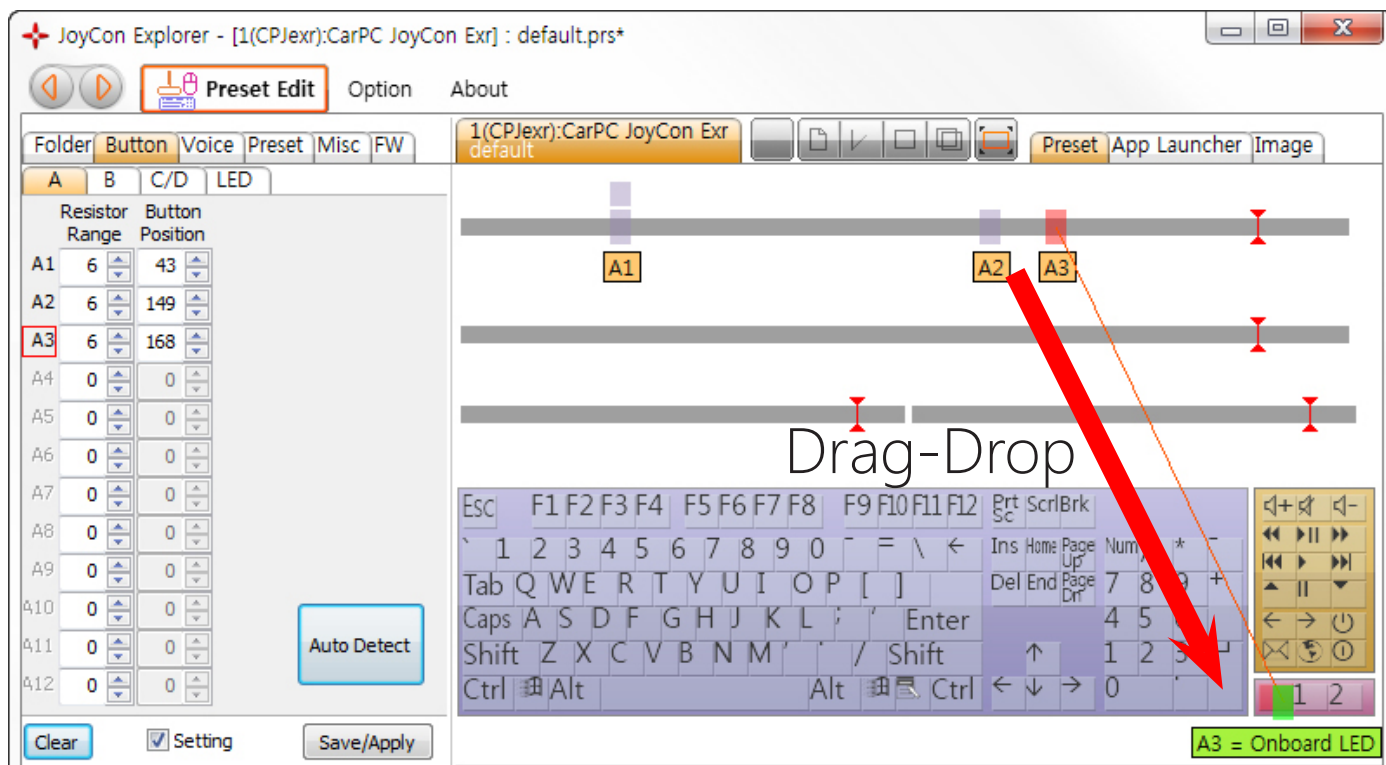 JoyCon Explorer - [1(CPJexr):CarPC JoyCon Exr] : default.prs*
Preset Edit Option About
Folder Button Voice Preset Misc FW
1(CPJexr):CarPC JoyCon Exr
default
Preset App Launcher Image
A B C/D LED
Resistor Button
Range Position
A1 6 43
A2 6 149
A3 6 168
A4 0 0
A5 0 0
A6 0 0
A7 0 0
A8 0 0
A9 0 0
A10 0 0
A11 0 0
A12 0 0
Auto Detect
Clear Setting Save/Apply
A1 A2 A3
Drag-Drop
Esc F1 F2 F3 F4 F5 F6 F7 F8 F9 F10 F11 F12 Prt Sc Scrl Brk
` 1 2 3 4 5 6 7 8 9 0 - = \ ← Ins Home Page Up Num * -
Tab Q W E R T Y U I O P [ ] Del End Page Dn 7 8 9 +
Caps A S D F G H J K L ; ' Enter 4 5
Shift Z X C V B N M / Shift ↑ 1 2 3
Ctrl Alt Alt Ctrl ← ↓ → 0 .
1 2
A3 = Onboard LED